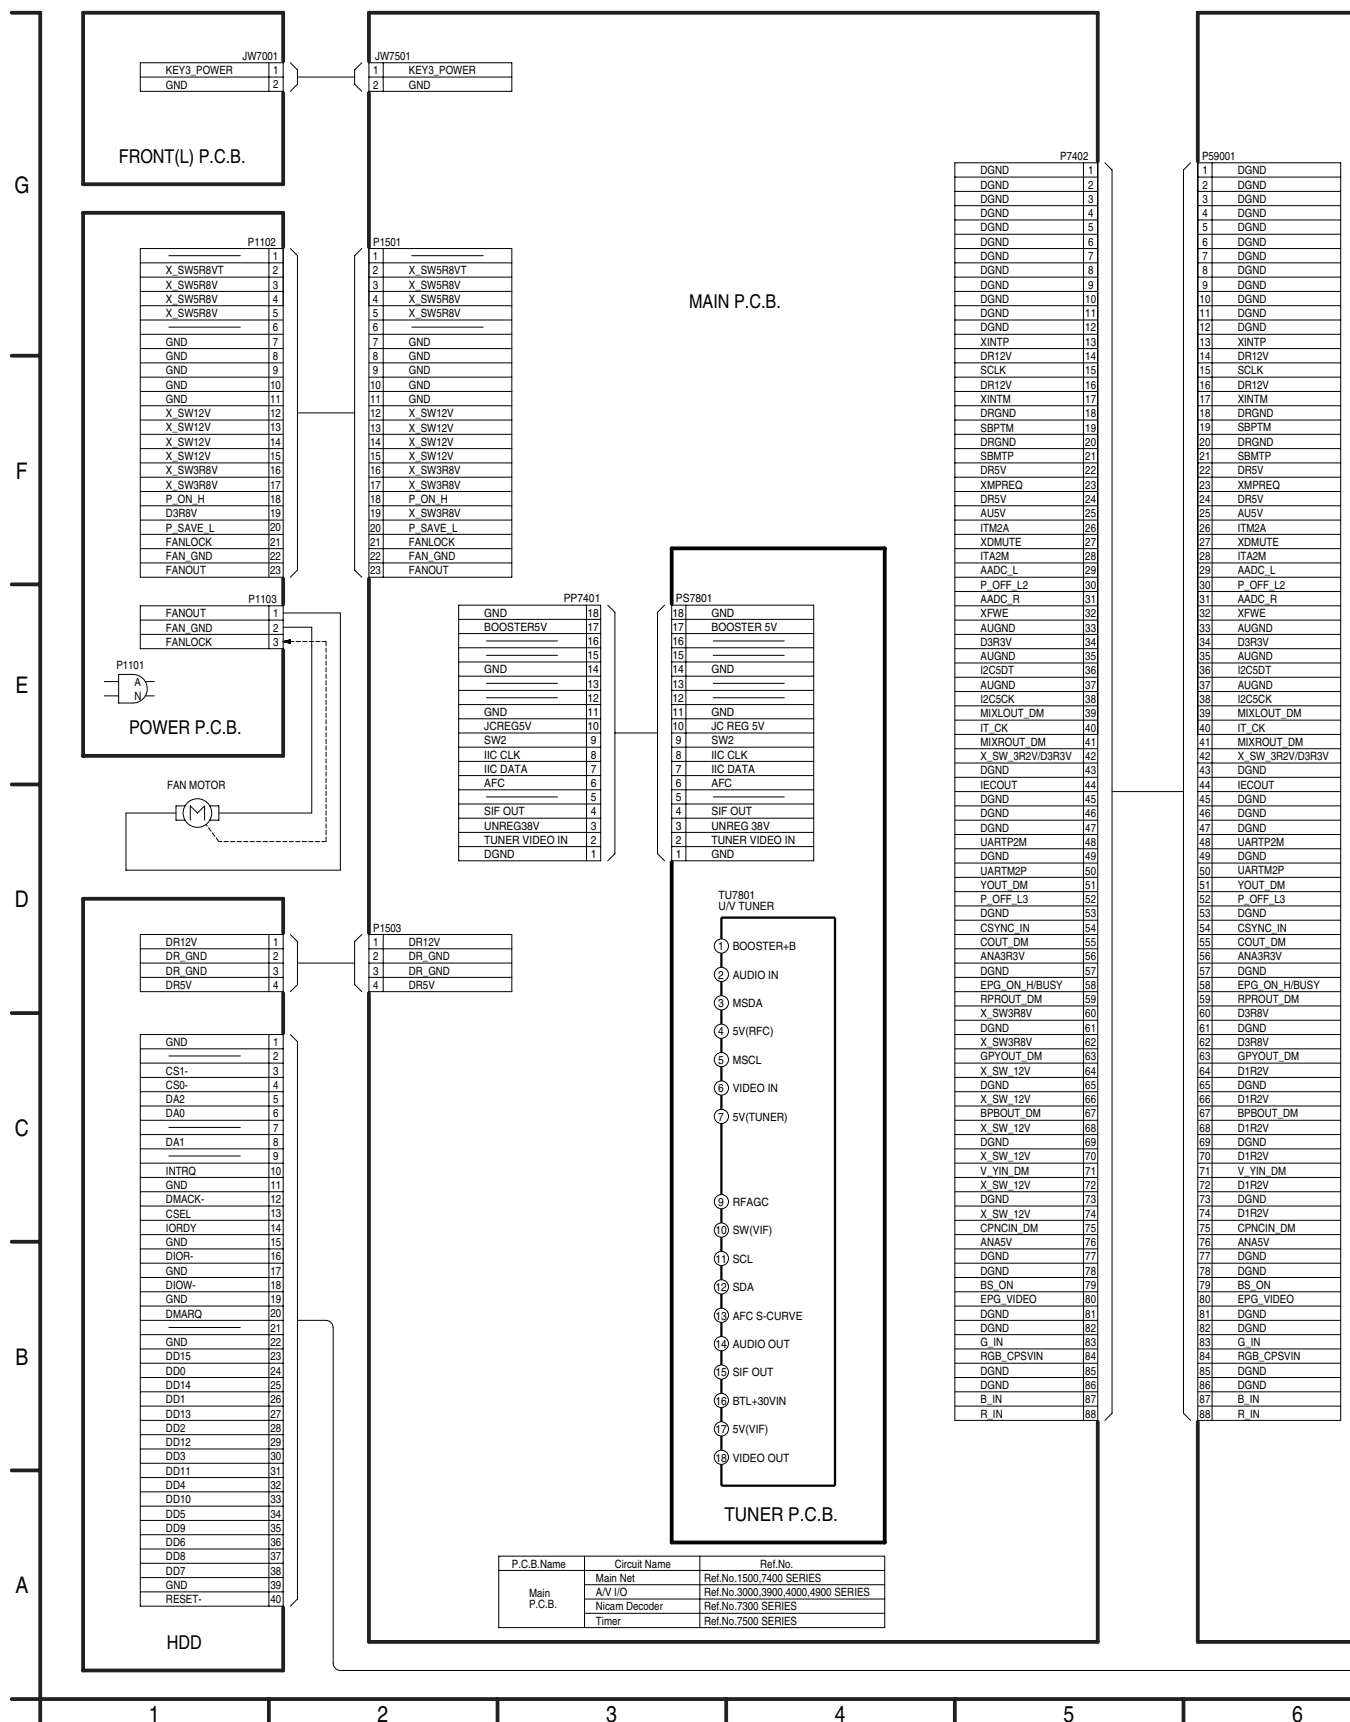 JW7001
KEY3_POWER 1
GND 2
FRONT(L) P.C.B.
JW7501
1 KEY3_POWER
2 GND
G
P1102
1
X_SW5R8VT 2
X_SW5R8V 3
X_SW5R8V 4
X_SW5R8V 5
6
GND 7
GND 8
GND 9
GND 10
GND 11
X_SW12V 12
X_SW12V 13
X_SW12V 14
X_SW12V 15
X_SW3R8V 16
X_SW3R8V 17
P_ON_H 18
D3R8V 19
P_SAVE_L 20
FANLOCK 21
FAN_GND 22
FANOUT 23
P1501
1
2 X_SW5R8VT
3 X_SW5R8V
4 X_SW5R8V
5 X_SW5R8V
6
7 GND
8 GND
9 GND
10 GND
11 GND
12 X_SW12V
13 X_SW12V
14 X_SW12V
15 X_SW12V
16 X_SW3R8V
17 X_SW3R8V
18 P_ON_H
19 X_SW3R8V
20 P_SAVE_L
21 FANLOCK
22 FAN_GND
23 FANOUT
MAIN P.C.B.
F
P1103
FANOUT 1
FAN_GND 2
FANLOCK 3
P1101
A
N
POWER P.C.B.
E
FAN MOTOR
M
PP7401
GND 18
BOOSTER5V 17
16
15
GND 14
13
12
GND 11
JCREG5V 10
SW2 9
IIC CLK 8
IIC DATA 7
AFC 6
5
SIF OUT 4
UNREG38V 3
TUNER VIDEO IN 2
DGND 1
PS7801
18 GND
17 BOOSTER 5V
16
15
14 GND
13
12
11 GND
10 JC REG 5V
9 SW2
8 IIC CLK
7 IIC DATA
6 AFC
5
4 SIF OUT
3 UNREG 38V
2 TUNER VIDEO IN
1 GND
D
DR12V 1
DR_GND 2
DR_GND 3
DR5V 4
P1503
1 DR12V
2 DR_GND
3 DR_GND
4 DR5V
TU7801
U/V TUNER
1 BOOSTER+B
2 AUDIO IN
3 MSDA
4 5V(RFC)
5 MSCL
6 VIDEO IN
7 5V(TUNER)
9 RFAGC
10 SW(VIF)
11 SCL
12 SDA
13 AFC S-CURVE
14 AUDIO OUT
15 SIF OUT
16 BTL+30VIN
17 5V(VIF)
18 VIDEO OUT
TUNER P.C.B.
C
GND 1
2
CS1- 3
CS0- 4
DA2 5
DA0 6
7
DA1 8
9
INTRQ 10
GND 11
DMACK- 12
CSEL 13
IORDY 14
GND 15
DIOR- 16
GND 17
DIOW- 18
GND 19
DMARQ 20
21
GND 22
DD15 23
DD0 24
DD14 25
DD1 26
DD13 27
DD2 28
DD12 29
DD3 30
DD11 31
DD4 32
DD10 33
DD5 34
DD9 35
DD6 36
DD8 37
DD7 38
GND 39
RESET- 40
HDD
B
A
P7402
DGND 1
DGND 2
DGND 3
DGND 4
DGND 5
DGND 6
DGND 7
DGND 8
DGND 9
DGND 10
DGND 11
DGND 12
XINTP 13
DR12V 14
SCLK 15
DR12V 16
XINTM 17
DRGND 18
SBPTM 19
DRGND 20
SBMTP 21
DR5V 22
XMPREQ 23
DR5V 24
AU5V 25
ITM2A 26
XDMUTE 27
ITA2M 28
AADC_L 29
P_OFF_L2 30
AADC_R 31
XFWE 32
AUGND 33
D3R3V 34
AUGND 35
I2C5DT 36
AUGND 37
I2C5CK 38
MIXLOUT_DM 39
IT_CK 40
MIXROUT_DM 41
X_SW_3R2V/D3R3V 42
DGND 43
IECOUT 44
DGND 45
DGND 46
DGND 47
UARTP2M 48
DGND 49
UARTM2P 50
YOUT_DM 51
P_OFF_L3 52
DGND 53
CSYNC_IN 54
COUT_DM 55
ANA3R3V 56
DGND 57
EPG_ON_H/BUSY 58
RPROUT_DM 59
X_SW3R8V 60
DGND 61
X_SW3R8V 62
GPYOUT_DM 63
X_SW_12V 64
DGND 65
X_SW_12V 66
BPBOUT_DM 67
X_SW_12V 68
DGND 69
X_SW_12V 70
V_YIN_DM 71
X_SW_12V 72
DGND 73
X_SW_12V 74
CPNCIN_DM 75
ANA5V 76
DGND 77
DGND 78
BS_ON 79
EPG_VIDEO 80
DGND 81
DGND 82
G_IN 83
RGB_CPSVIN 84
DGND 85
DGND 86
B_IN 87
R_IN 88
P59001
1 DGND
2 DGND
3 DGND
4 DGND
5 DGND
6 DGND
7 DGND
8 DGND
9 DGND
10 DGND
11 DGND
12 DGND
13 XINTP
14 DR12V
15 SCLK
16 DR12V
17 XINTM
18 DRGND
19 SBPTM
20 DRGND
21 SBMTP
22 DR5V
23 XMPREQ
24 DR5V
25 AU5V
26 ITM2A
27 XDMUTE
28 ITA2M
29 AADC_L
30 P_OFF_L2
31 AADC_R
32 XFWE
33 AUGND
34 D3R3V
35 AUGND
36 I2C5DT
37 AUGND
38 I2C5CK
39 MIXLOUT_DM
40 IT_CK
41 MIXROUT_DM
42 X_SW_3R2V/D3R3V
43 DGND
44 IECOUT
45 DGND
46 DGND
47 DGND
48 UARTP2M
49 DGND
50 UARTM2P
51 YOUT_DM
52 P_OFF_L3
53 DGND
54 CSYNC_IN
55 COUT_DM
56 ANA3R3V
57 DGND
58 EPG_ON_H/BUSY
59 RPROUT_DM
60 D3R8V
61 DGND
62 D3R8V
63 GPYOUT_DM
64 D1R2V
65 DGND
66 D1R2V
67 BPBOUT_DM
68 D1R2V
69 DGND
70 D1R2V
71 V_YIN_DM
72 D1R2V
73 DGND
74 D1R2V
75 CPNCIN_DM
76 ANA5V
77 DGND
78 DGND
79 BS_ON
80 EPG_VIDEO
81 DGND
82 DGND
83 G_IN
84 RGB_CPSVIN
85 DGND
86 DGND
87 B_IN
88 R_IN
P.C.B.Name Circuit Name Ref.No.
Main P.C.B. Main Net Ref.No.1500,7400 SERIES
A/V I/O Ref.No.3000,3900,4000,4900 SERIES
Nicam Decoder Ref.No.7300 SERIES
Timer Ref.No.7500 SERIES
1 2 3 4 5 6